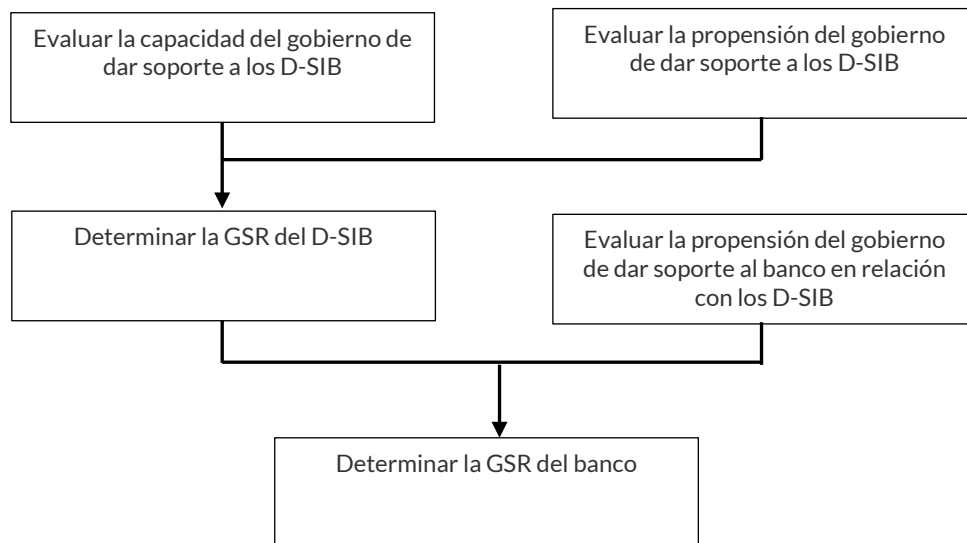 Evaluar la capacidad del gobierno de
dar soporte a los D-SIB
Evaluar la propensión del gobierno
de dar soporte a los D-SIB
Determinar la GSR del D-SIB
Evaluar la propensión del gobierno
de dar soporte al banco en relación
con los D-SIB
Determinar la GSR del banco